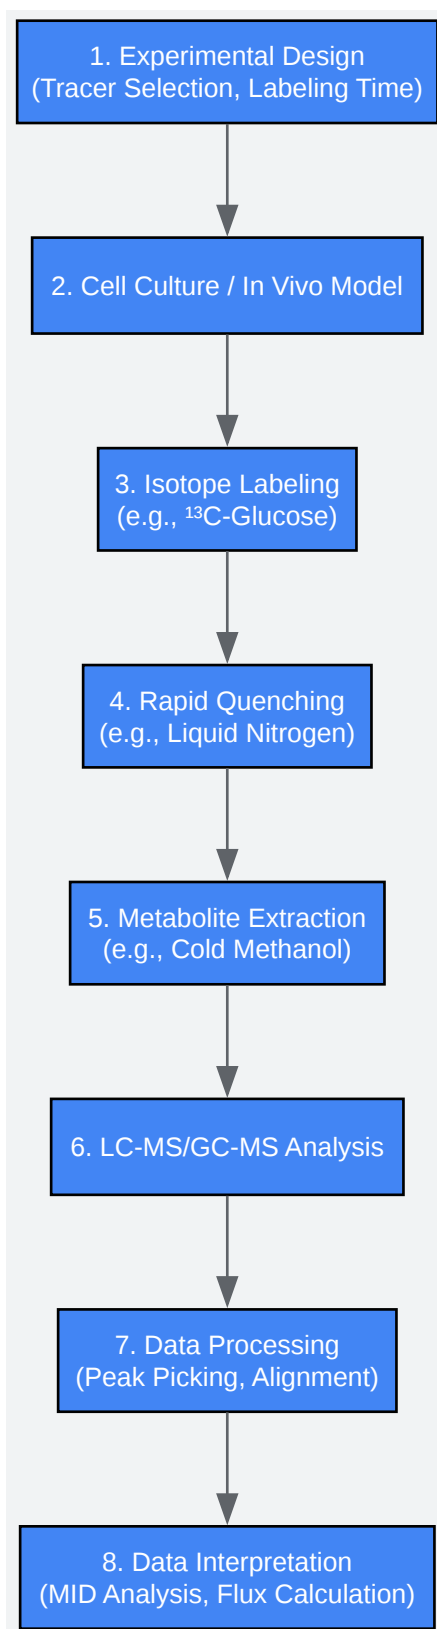 1. Experimental Design
(Tracer Selection, Labeling Time)
2. Cell Culture / In Vivo Model
3. Isotope Labeling
(e.g., ¹³C-Glucose)
4. Rapid Quenching
(e.g., Liquid Nitrogen)
5. Metabolite Extraction
(e.g., Cold Methanol)
6. LC-MS/GC-MS Analysis
7. Data Processing
(Peak Picking, Alignment)
8. Data Interpretation
(MID Analysis, Flux Calculation)